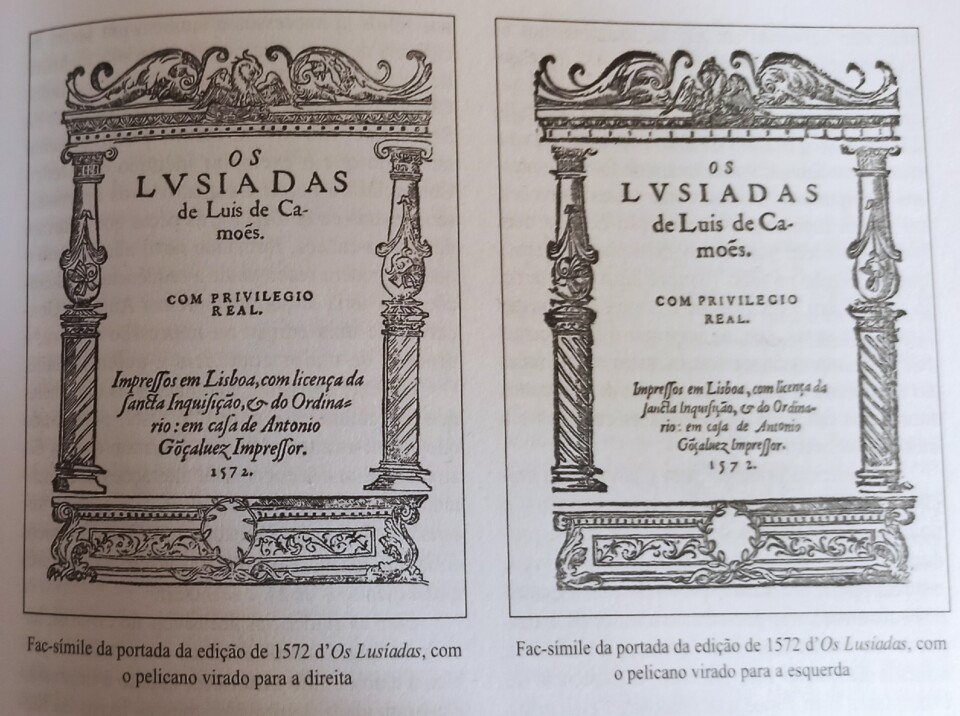 OS
LVSIADAS
de Luis de Ca-
moẽs.
COM PRIVILEGIO
REAL.
Impreſſos em Lisboa, com licença da
ſancta Inquiſição, & do Ordina-
rio: em caſa de Antonio
Gõçaluez Impreſſor.
1572.
Fac-símile da portada da edição de 1572 d’Os Lusíadas, com
o pelicano virado para a direita
OS
LVSIADAS
de Luis de Ca-
moẽs.
COM PRIVILEGIO
REAL.
Impreſſos em Lisboa, com licença da
ſancta Inquiſição, & do Ordina-
rio: em caſa de Antonio
Gõçaluez Impreſſor.
1572.
Fac-símile da portada da edição de 1572 d’Os Lusíadas, com
o pelicano virado para a esquerda